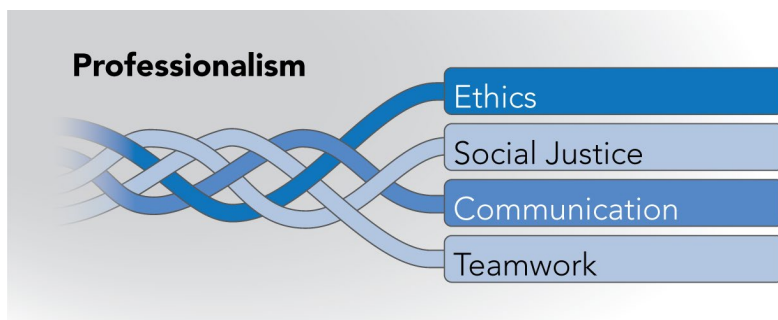 Professionalism
Ethics
Social Justice
Communication
Teamwork